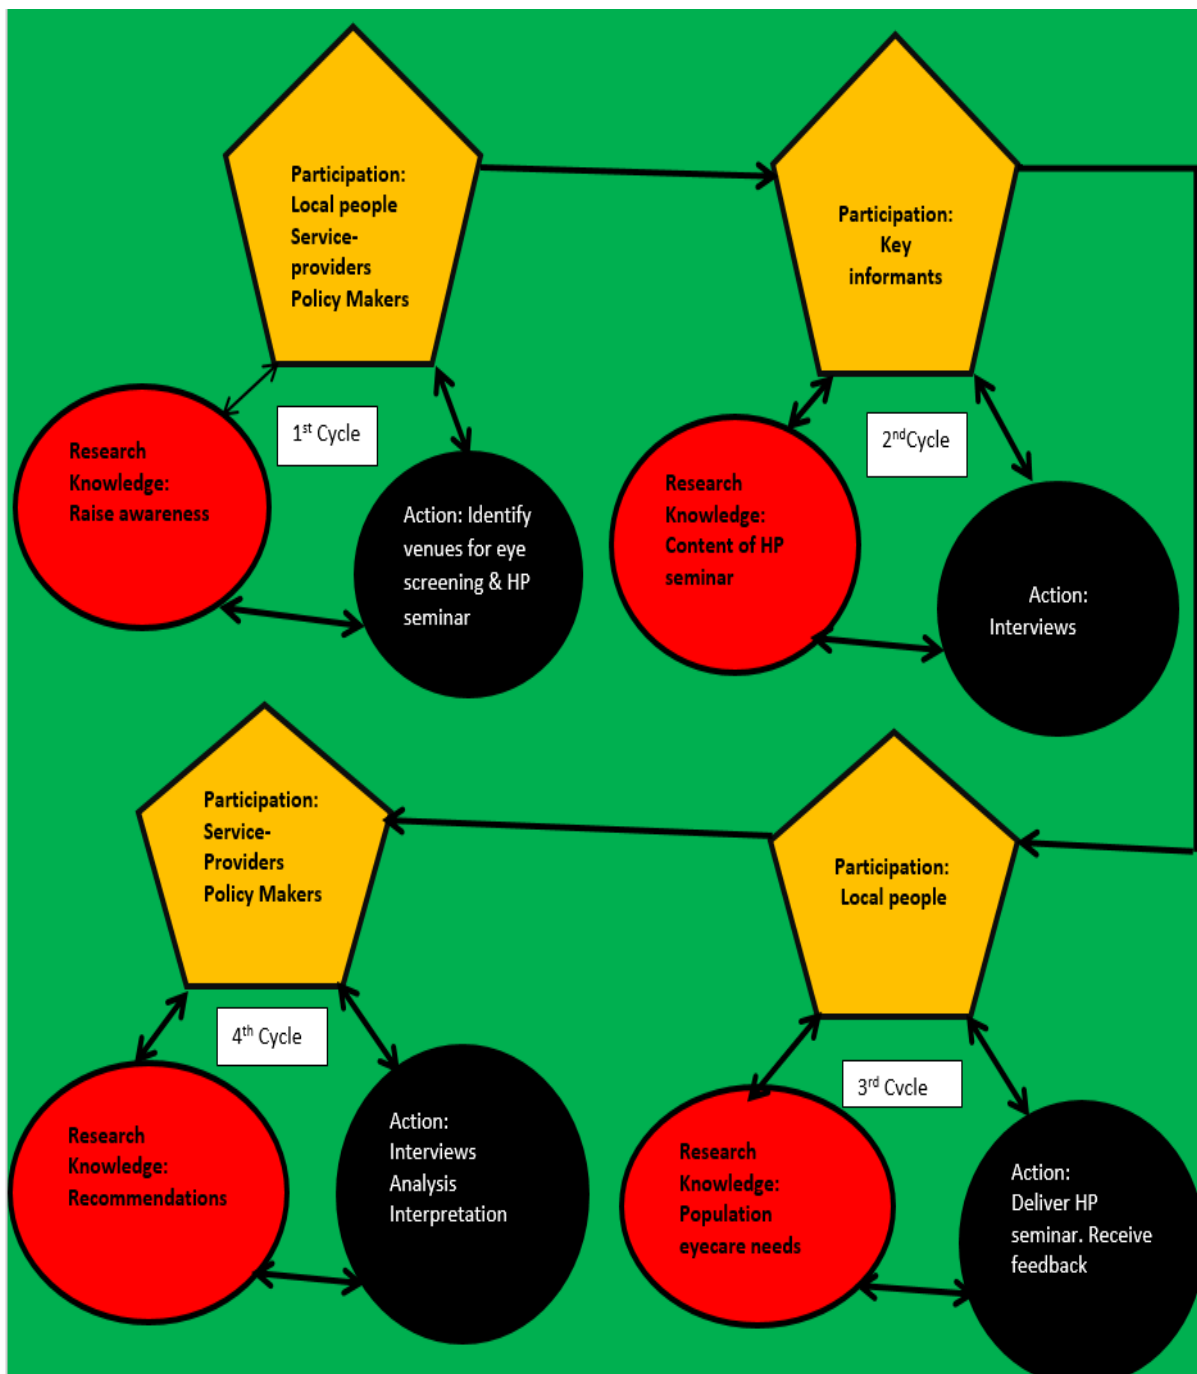 Participation:
Local people
Service-
providers
Policy Makers
Research
Knowledge:
Raise awareness
1st Cycle
Action: Identify
venues for eye
screening & HP
seminar
Participation:
Key
informants
Research
Knowledge:
Content of HP
seminar
2ndCycle
Action:
Interviews
Participation:
Service-
Providers
Policy Makers
Research
Knowledge:
Recommendations
4th Cycle
Action:
Interviews
Analysis
Interpretation
Participation:
Local people
Research
Knowledge:
Population
eyecare needs
3rd Cycle
Action:
Deliver HP
seminar. Receive
feedback